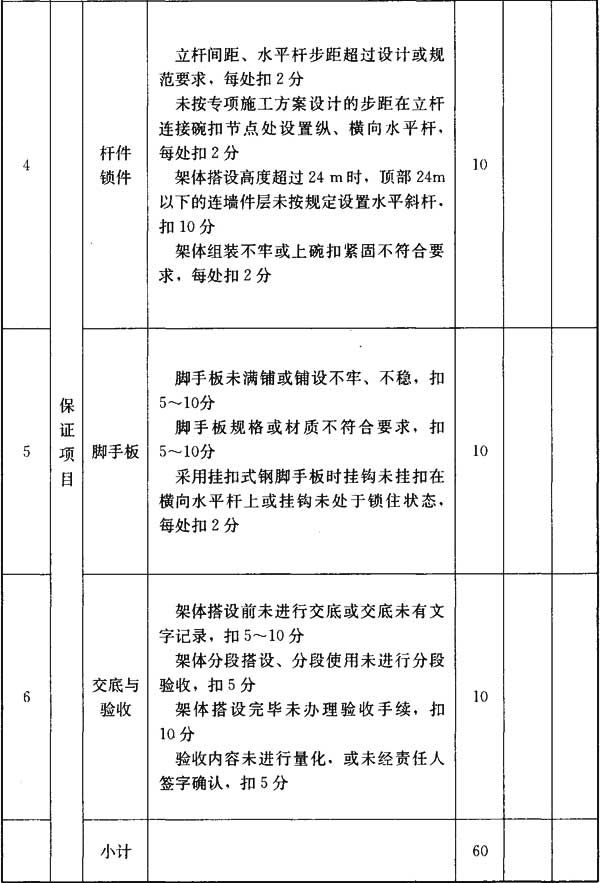 立杆间距、水平杆步距超过设计或规
范要求，每处扣2分
未按专项施工方案设计的步距在立杆
连接碗扣节点处设置纵、横向水平杆，
4
杆件
锁件
每处扣2分
10
架体搭设高度超过24 m时，顶部24m
以下的连墙件层未按规定设置水平斜杆，
扣10分
架体组装不牢或上碗扣紧固不符合要
求，每处扣2分
保
证
项
目
5
脚手板
脚手板未满铺或铺设不牢、不稳，扣
5～10分
脚手板规格或材质不符合要求，扣
5～10分
采用挂扣式钢脚手板时挂钩未挂扣在
横向水平杆上或挂钩未处于锁住状态，
每处扣2分
10
6
交底与
验收
架体搭设前未进行交底或交底未有文
字记录，扣5～10分
架体分段搭设、分段使用未进行分段
验收，扣5分
架体搭设完毕未办理验收手续，扣
10分
验收内容未进行量化，或未经责任人
签字确认，扣5分
10
小计
60